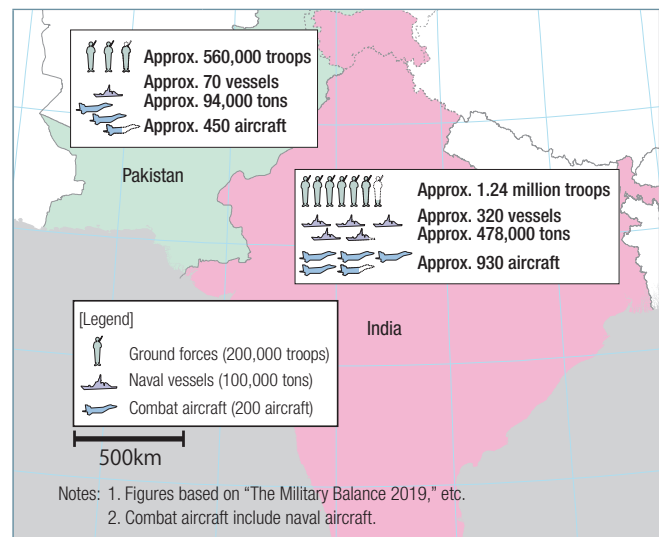 Approx. 560,000 troops
Approx. 70 vessels
Approx. 94,000 tons
Approx. 450 aircraft
Pakistan
Approx. 1.24 million troops
Approx. 320 vessels
Approx. 478,000 tons
Approx. 930 aircraft
India
[Legend]
Ground forces (200,000 troops)
Naval vessels (100,000 tons)
Combat aircraft (200 aircraft)
500km
Notes: 1. Figures based on “The Military Balance 2019,” etc.
2. Combat aircraft include naval aircraft.